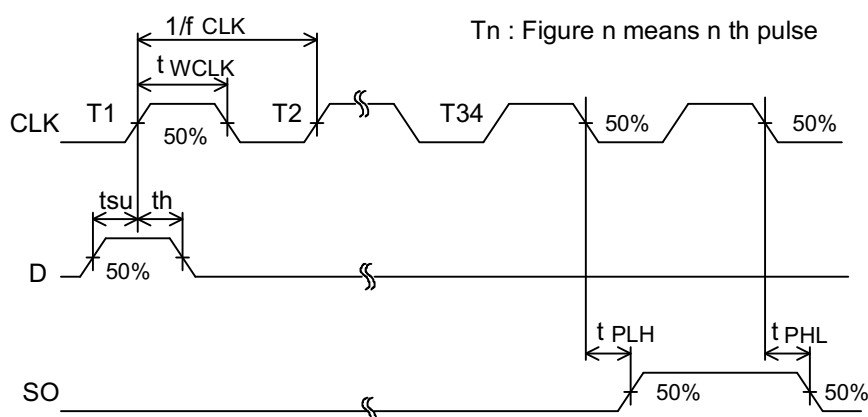 1/f CLK
Tn : Figure n means n th pulse
t WCLK
CLK
T1
50%
T2
T34
50%
50%
tsu
th
D
50%
t PLH
t PHL
SO
50%
50%